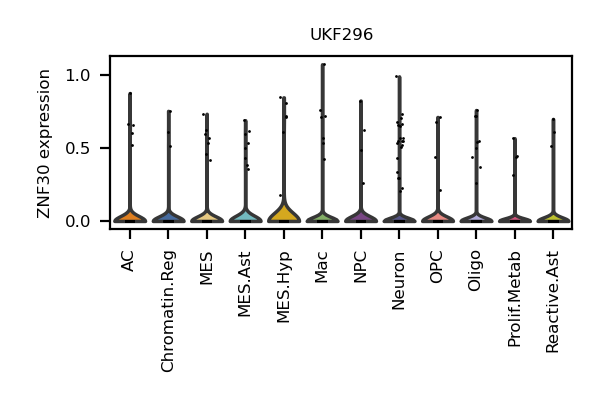 UKF296
ZNF30 expression
1.0
0.5
0.0
AC
Chromatin.Reg
MES
MES.Ast
MES.Hyp
Mac
NPC
Neuron
OPC
Oligo
Prolif.Metab
Reactive.Ast